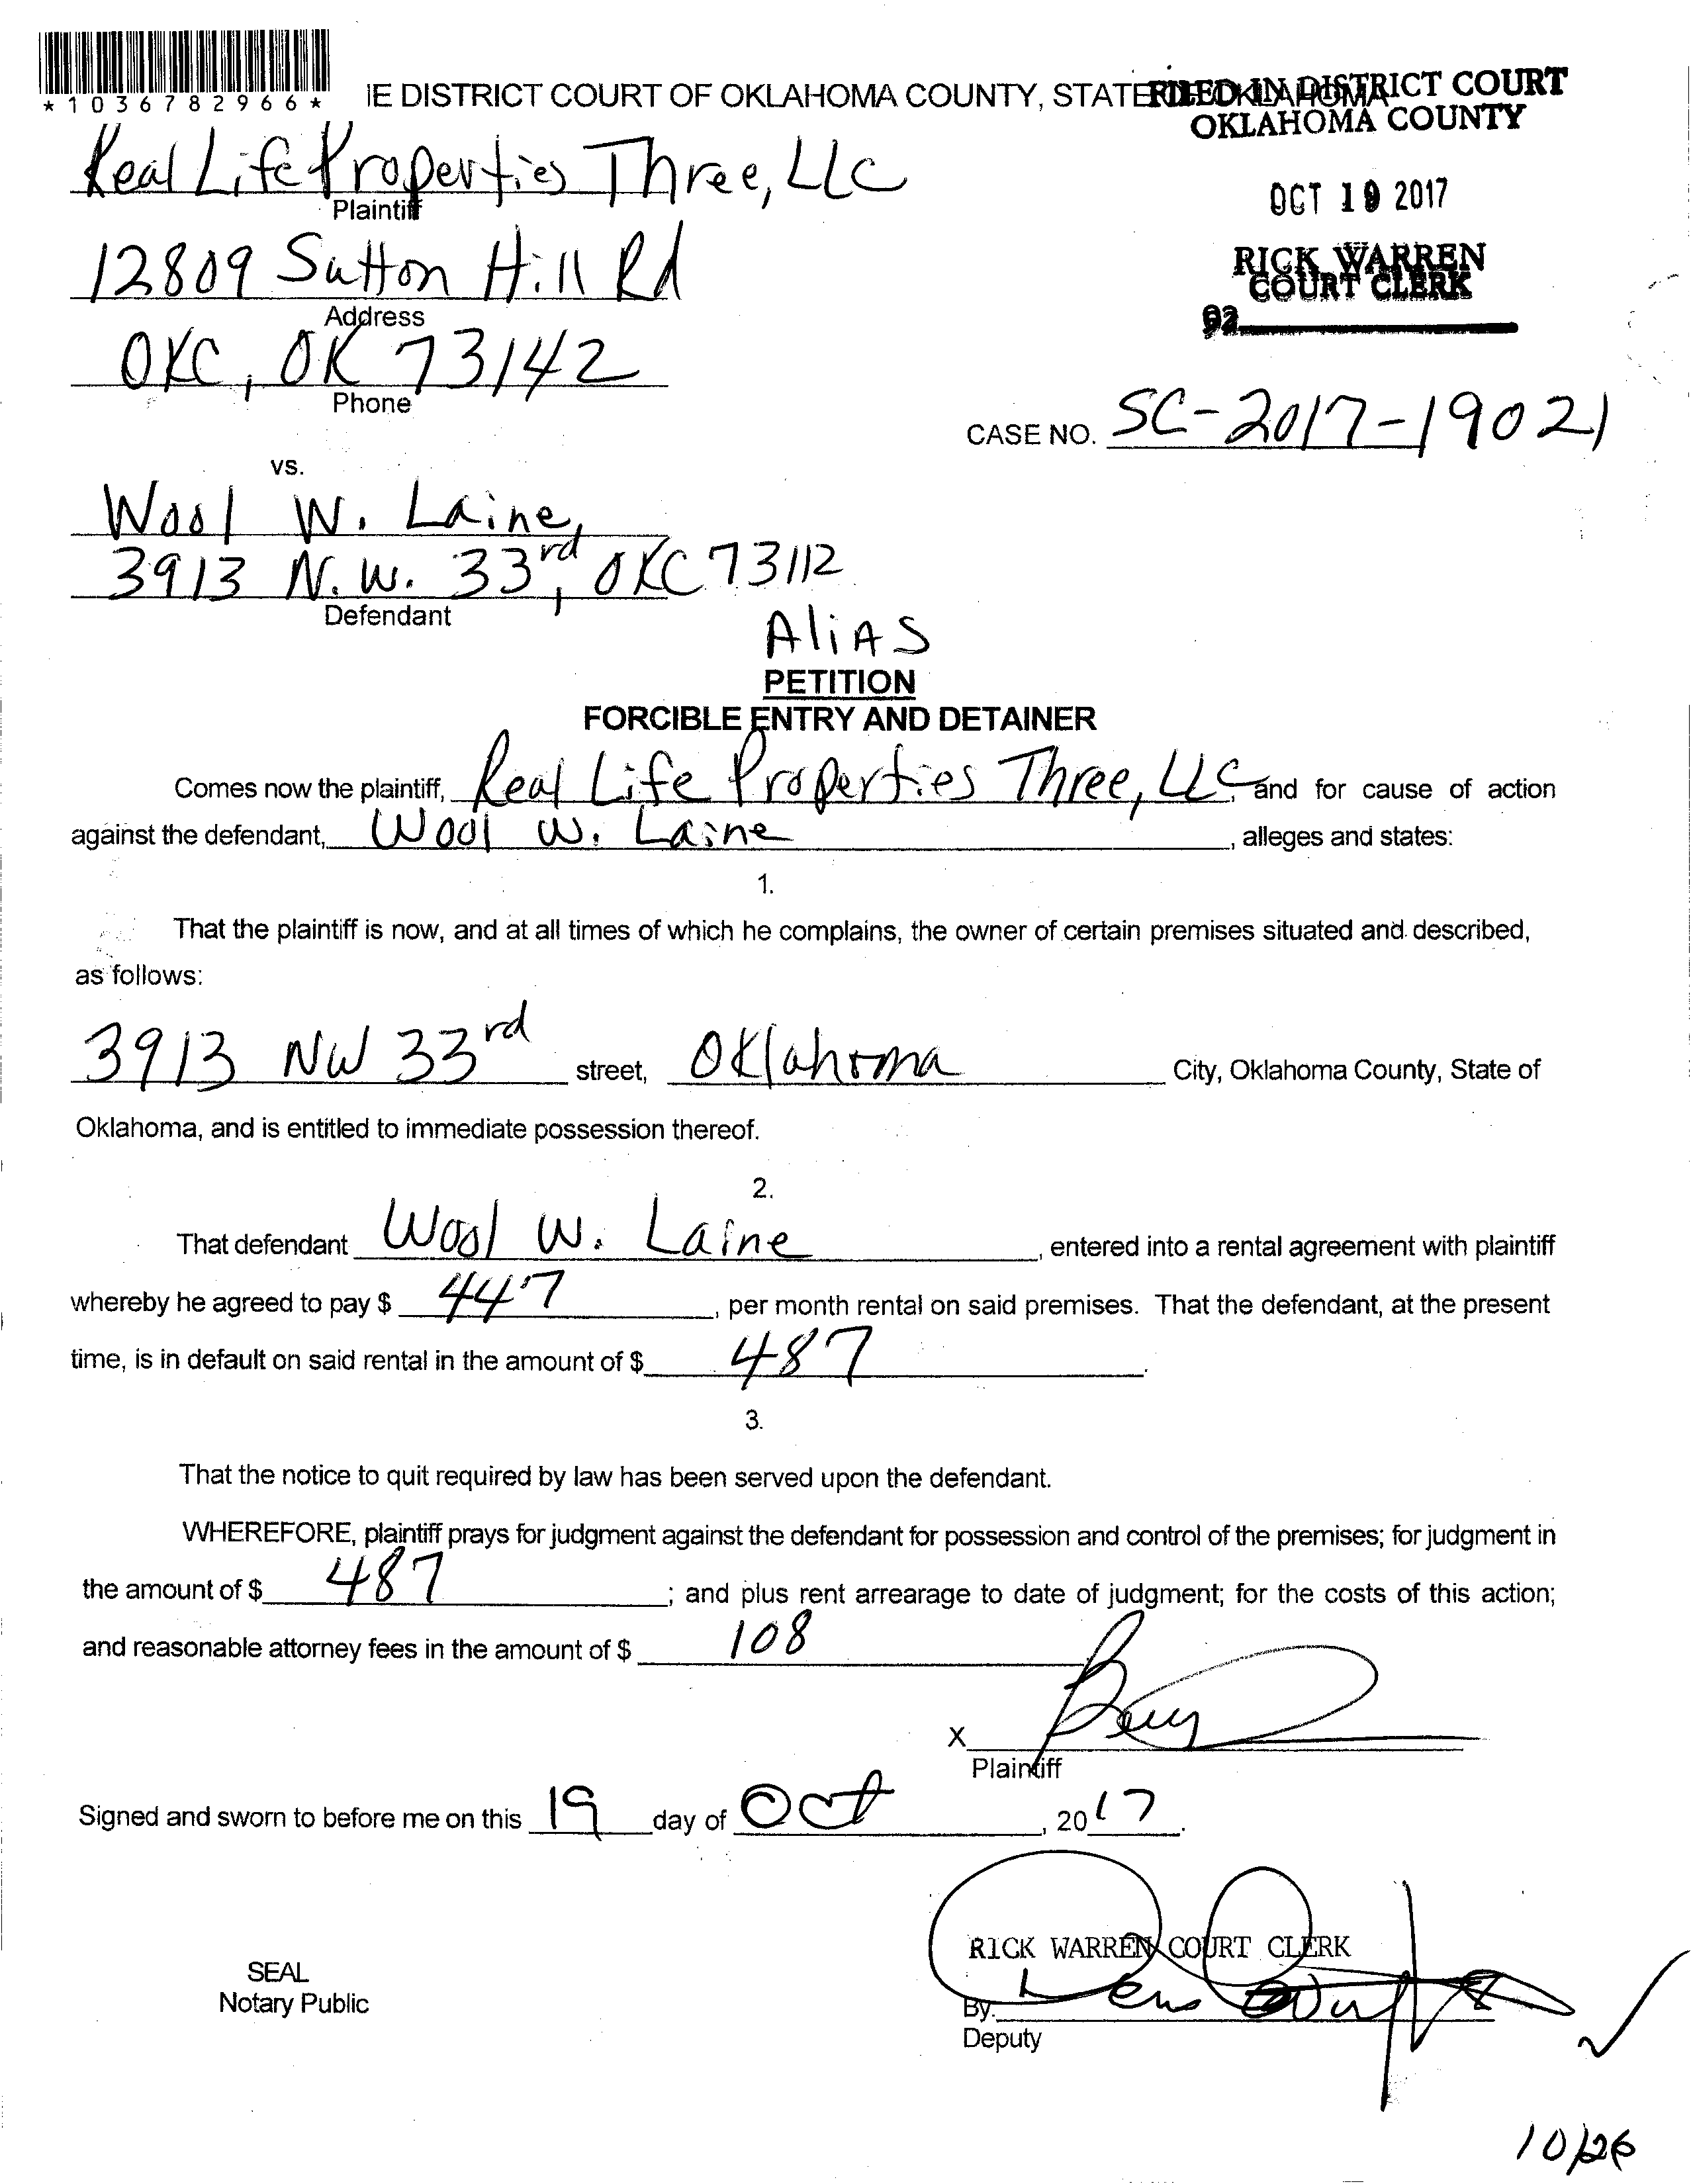 *1036782966*
IE DISTRICT COURT OF OKLAHOMA COUNTY, STATE OF OKLAHOMA
FILED IN DISTRICT COURT
OKLAHOMA COUNTY
OCT 19 2017
RICK WARREN
COURT CLERK
92
Real Life Properties Three, LLC
Plaintiff
12809 Sutton Hill Rd
Address
OKC, OK 73142
Phone
CASE NO. SC-2017-19021
vs.
Wool W. Laine,
3913 N.W. 33rd, OKC 73112
Defendant
AliAS
PETITION
FORCIBLE ENTRY AND DETAINER
Comes now the plaintiff, Real Life Properties Three, LLC, and for cause of action
against the defendant, Wool W. Laine, alleges and states:
1.
That the plaintiff is now, and at all times of which he complains, the owner of certain premises situated and described,
as follows:
3913 NW 33rd street, Oklahoma City, Oklahoma County, State of
Oklahoma, and is entitled to immediate possession thereof.
2.
That defendant Wool W. Laine, entered into a rental agreement with plaintiff
whereby he agreed to pay $ 447, per month rental on said premises. That the defendant, at the present
time, is in default on said rental in the amount of $ 487.
3.
That the notice to quit required by law has been served upon the defendant.
WHEREFORE, plaintiff prays for judgment against the defendant for possession and control of the premises; for judgment in
the amount of $ 487; and plus rent arrearage to date of judgment; for the costs of this action;
and reasonable attorney fees in the amount of $ 108
X
Plaintiff
Signed and sworn to before me on this 19 day of Oct, 2017.
RICK WARREN COURT CLERK
SEAL
Notary Public
By:
Deputy
10/26